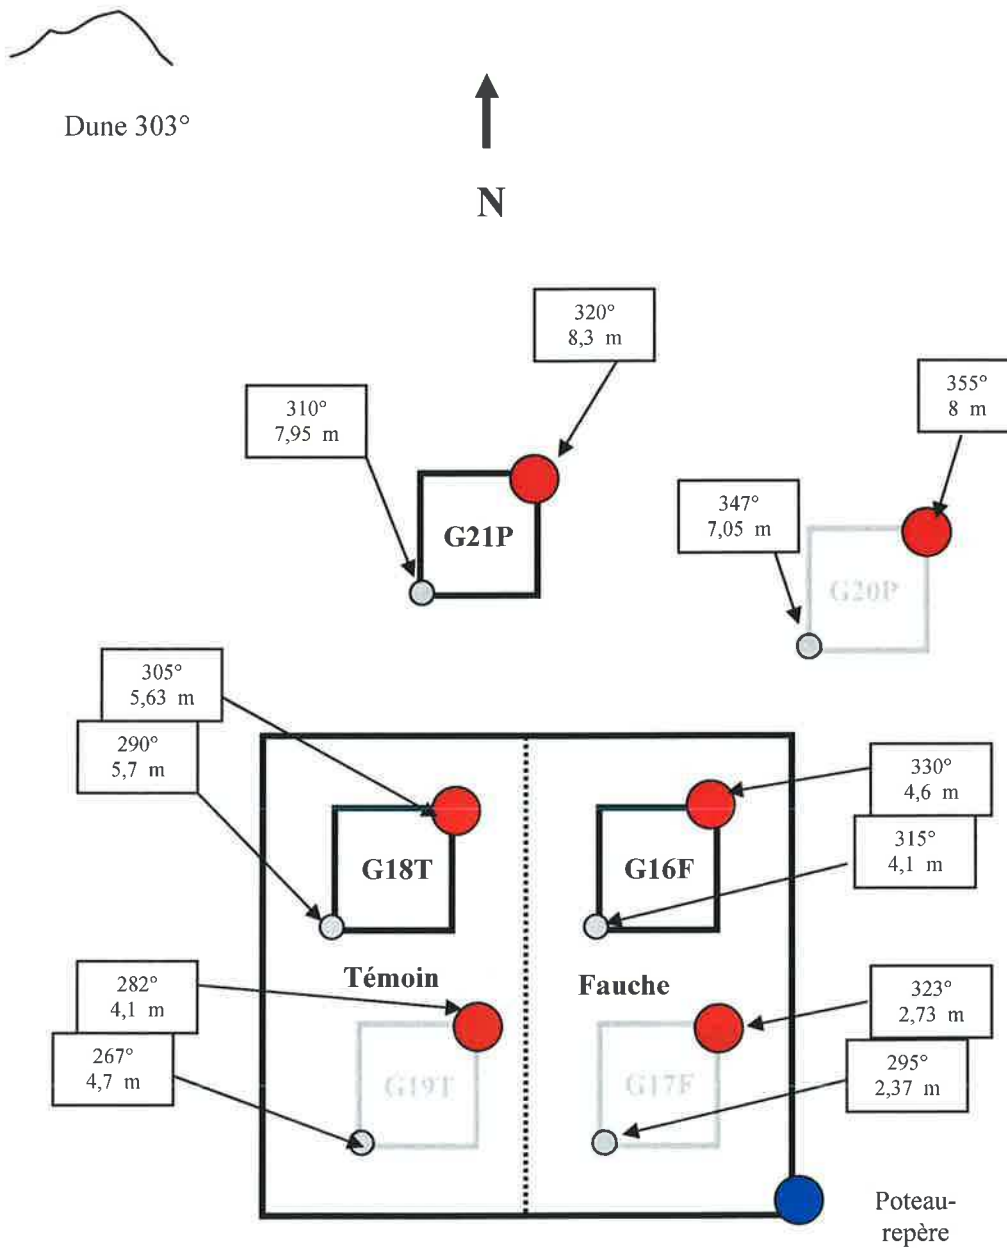 Dune 303°
N
320°
8,3 m
355°
8 m
310°
7,95 m
347°
7,05 m
G21P
G20P
305°
5,63 m
290°
5,7 m
330°
4,6 m
315°
4,1 m
G18T
G16F
Témoin
Fauche
282°
4,1 m
267°
4,7 m
323°
2,73 m
295°
2,37 m
G19T
G17F
Poteau-
repère